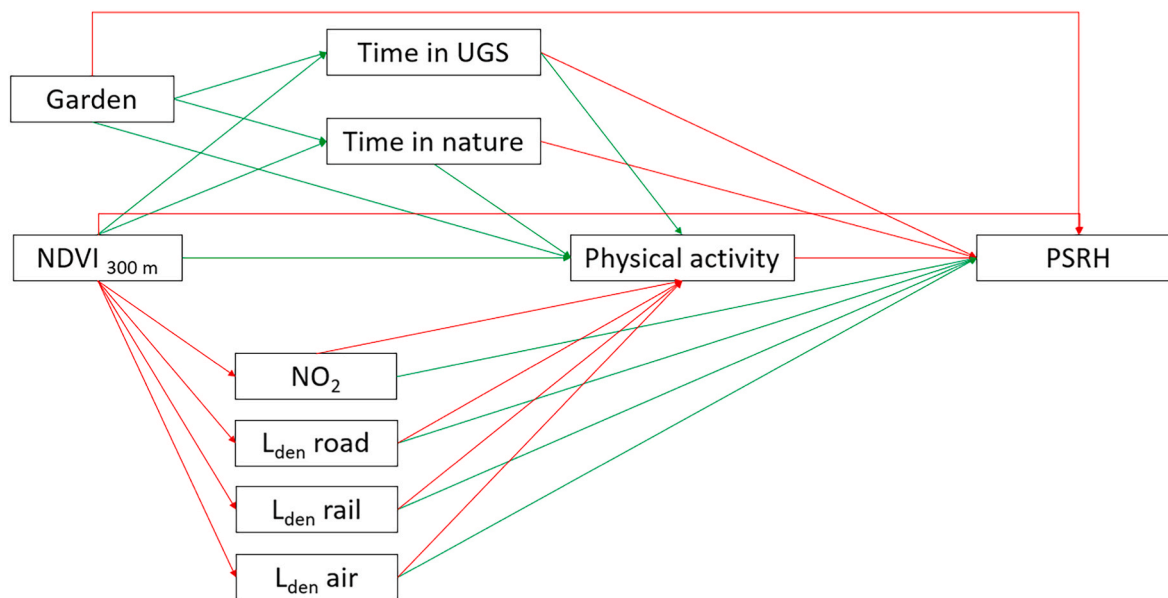 Time in UGS
Garden
Time in nature
NDVI 300 m
Physical activity
PSRH
NO2
Lden road
Lden rail
Lden air